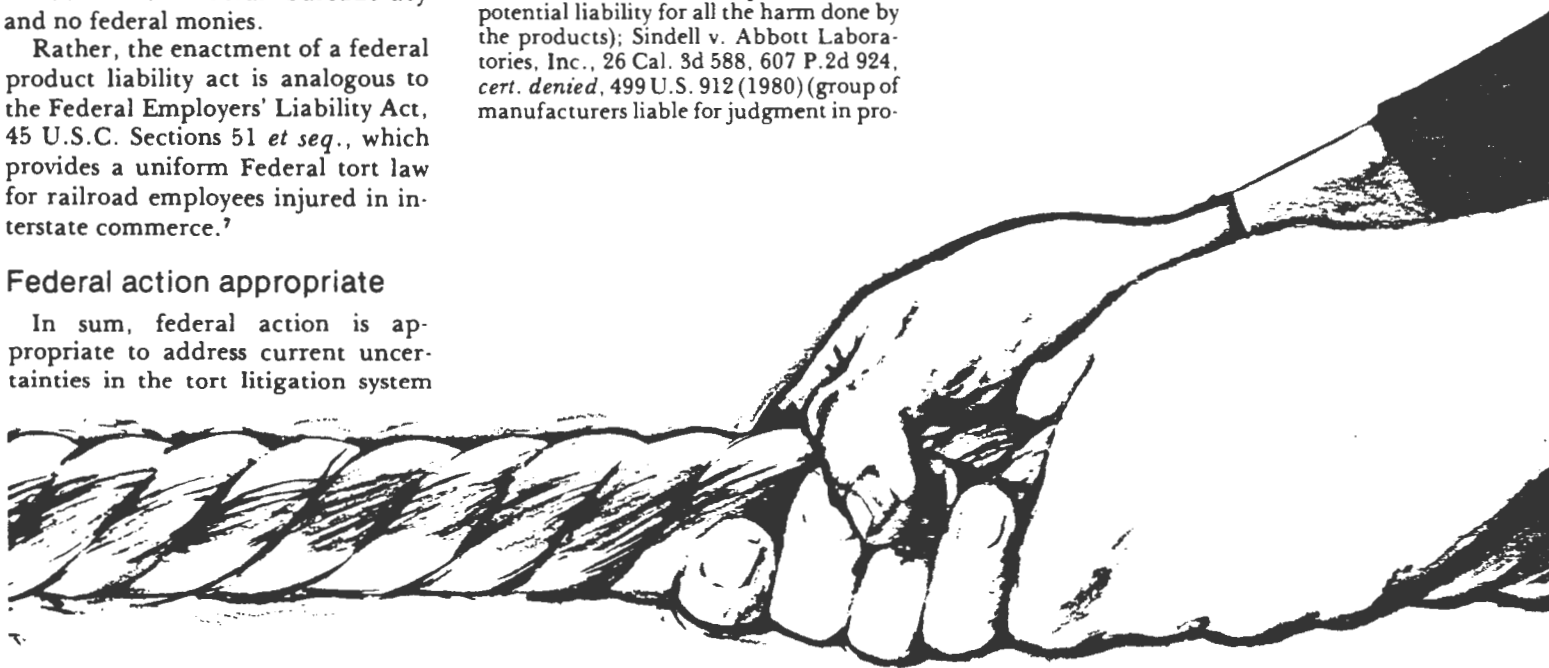 and no federal monies.
Rather, the enactment of a federal
product liability act is analogous to
the Federal Employers' Liability Act,
45 U.S.C. Sections 51 et seq., which
provides a uniform Federal tort law
for railroad employees injured in in-
terstate commerce.⁷
Federal action appropriate
In sum, federal action is ap-
propriate to address current uncer-
tainties in the tort litigation system
potential liability for all the harm done by
the products); Sindell v. Abbott Labora-
tories, Inc., 26 Cal. 3d 588, 607 P.2d 924,
cert. denied, 499 U.S. 912 (1980) (group of
manufacturers liable for judgment in pro-